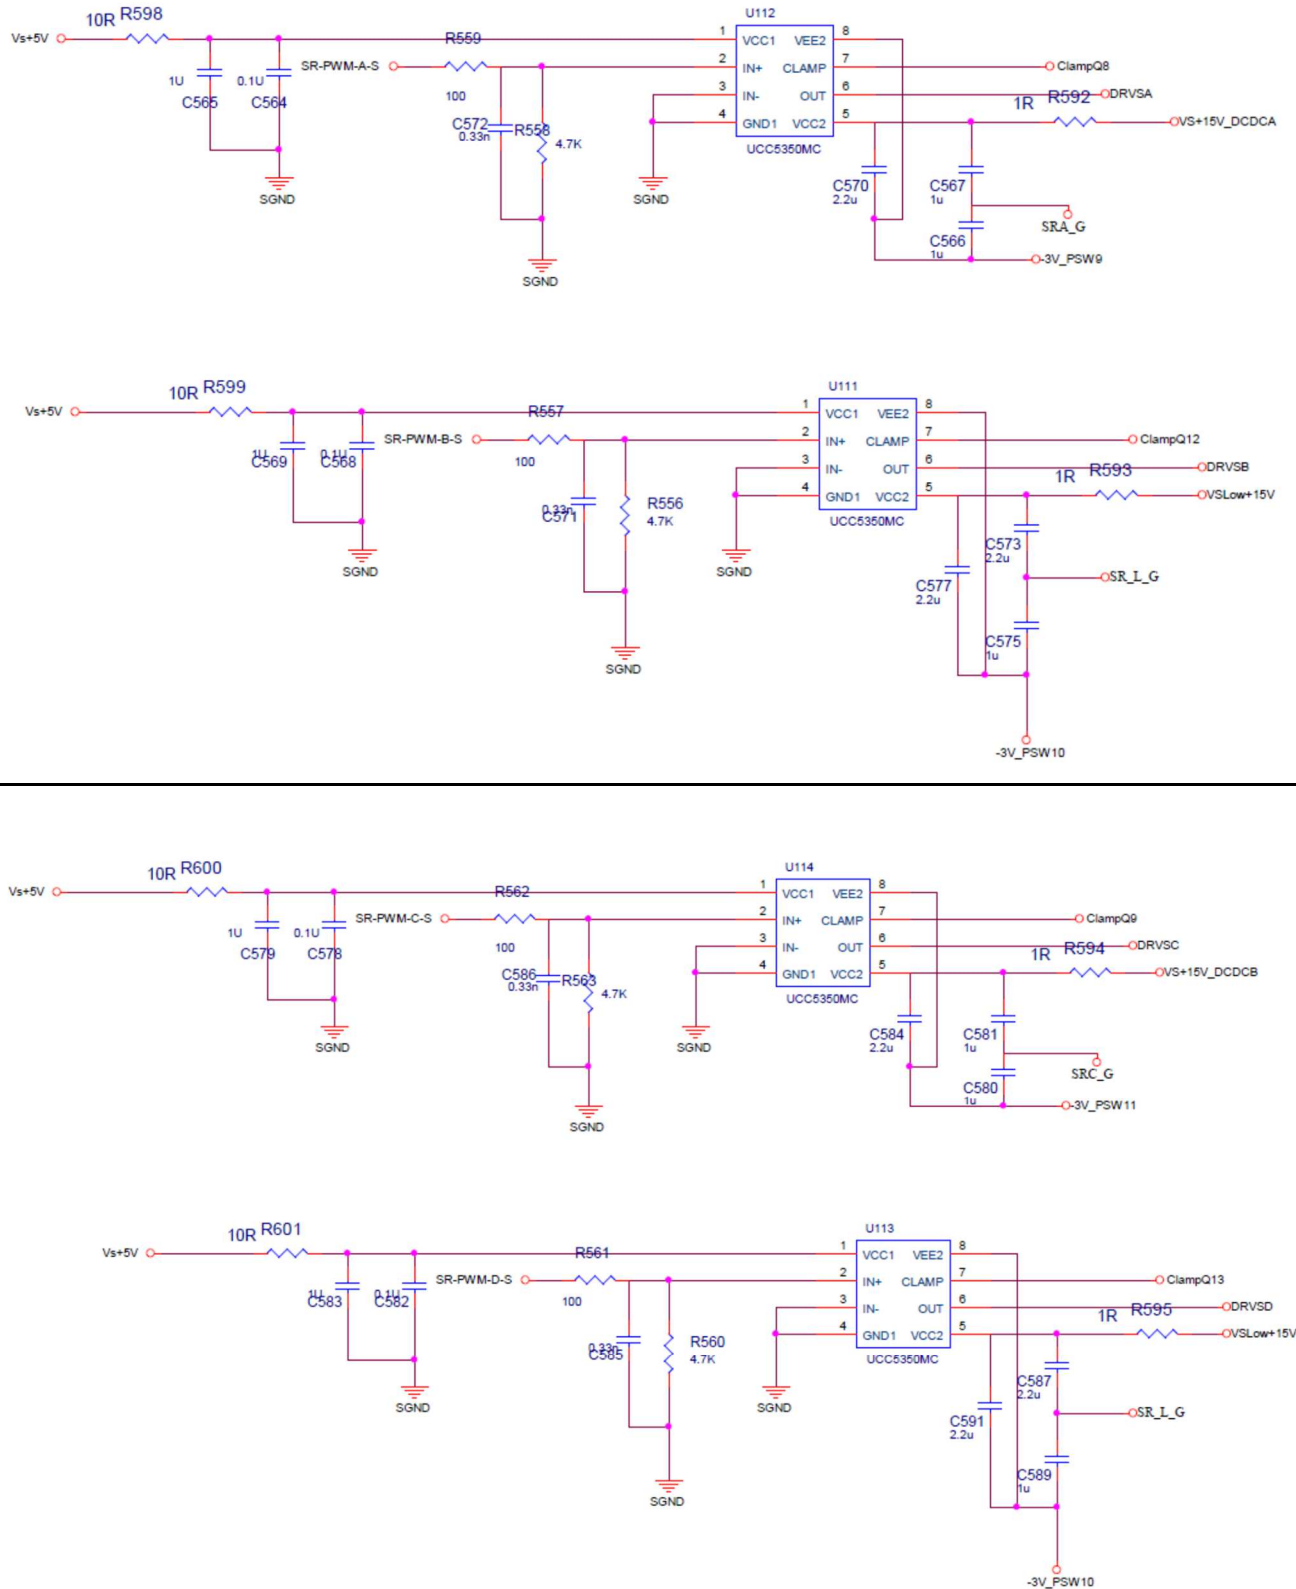 U112
10R R598
Vs+5V
1U
C565
0.1U
C564
SGND
SR-PWM-A-S
R559
100
C572
0.33n
R558
4.7K
SGND
1 VCC1 VEE2 8
2 IN+ CLAMP 7
3 IN- OUT 6
4 GND1 VCC2 5
UCC5350MC
SGND
ClampQ8
DRVSA
1R R592
VS+15V_DCDCA
C570
2.2u
C567
1u
SRA_G
C566
1u
-3V_PSW9
U111
10R R599
Vs+5V
1U
C569
0.1U
C568
SGND
SR-PWM-B-S
R557
100
0.33n
C571
R556
4.7K
SGND
1 VCC1 VEE2 8
2 IN+ CLAMP 7
3 IN- OUT 6
4 GND1 VCC2 5
UCC5350MC
SGND
ClampQ12
DRVSB
1R R593
VSLow+15V
C573
2.2u
C577
2.2u
SR_L_G
C575
1u
-3V_PSW10
U114
10R R600
Vs+5V
1U
C579
0.1U
C578
SGND
SR-PWM-C-S
R562
100
C586
0.33n
R563
4.7K
SGND
1 VCC1 VEE2 8
2 IN+ CLAMP 7
3 IN- OUT 6
4 GND1 VCC2 5
UCC5350MC
SGND
ClampQ9
DRVSC
1R R594
VS+15V_DCDCB
C584
2.2u
C581
1u
SRC_G
C580
1u
-3V_PSW11
U113
10R R601
Vs+5V
1U
C583
0.1U
C582
SGND
SR-PWM-D-S
R561
100
0.33n
C585
R560
4.7K
SGND
1 VCC1 VEE2 8
2 IN+ CLAMP 7
3 IN- OUT 6
4 GND1 VCC2 5
UCC5350MC
SGND
ClampQ13
DRVSD
1R R595
VSLow+15V
C587
2.2u
C591
2.2u
SR_L_G
C589
1u
-3V_PSW10